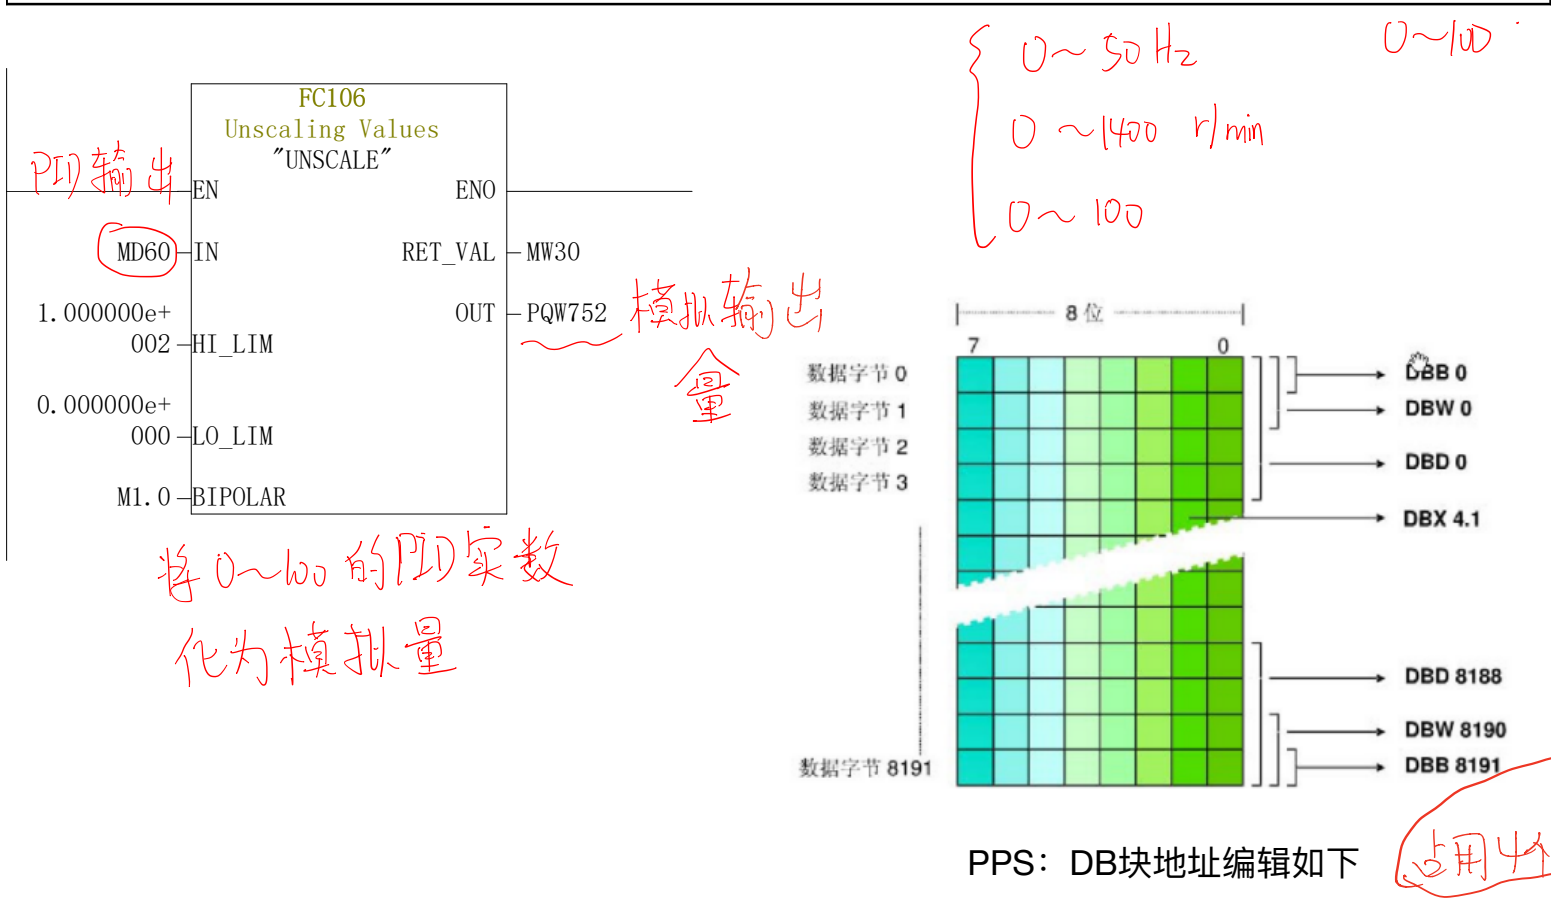 FC106
Unscaling Values
"UNSCALE"
PID输出
EN
ENO
MD60
IN
RET_VAL
MW30
1.000000e+
002
HI_LIM
OUT
PQW752
模拟输出
量
0.000000e+
000
LO_LIM
M1.0
BIPOLAR
将0~100的PID实数
化为模拟量
0~50Hz
0~100
0~1400 r/min
0~100
8位
7
0
数据字节 0
DBB 0
数据字节 1
DBW 0
数据字节 2
DBD 0
数据字节 3
DBX 4.1
DBD 8188
DBW 8190
数据字节 8191
DBB 8191
PPS：DB块地址编辑如下
占用4个